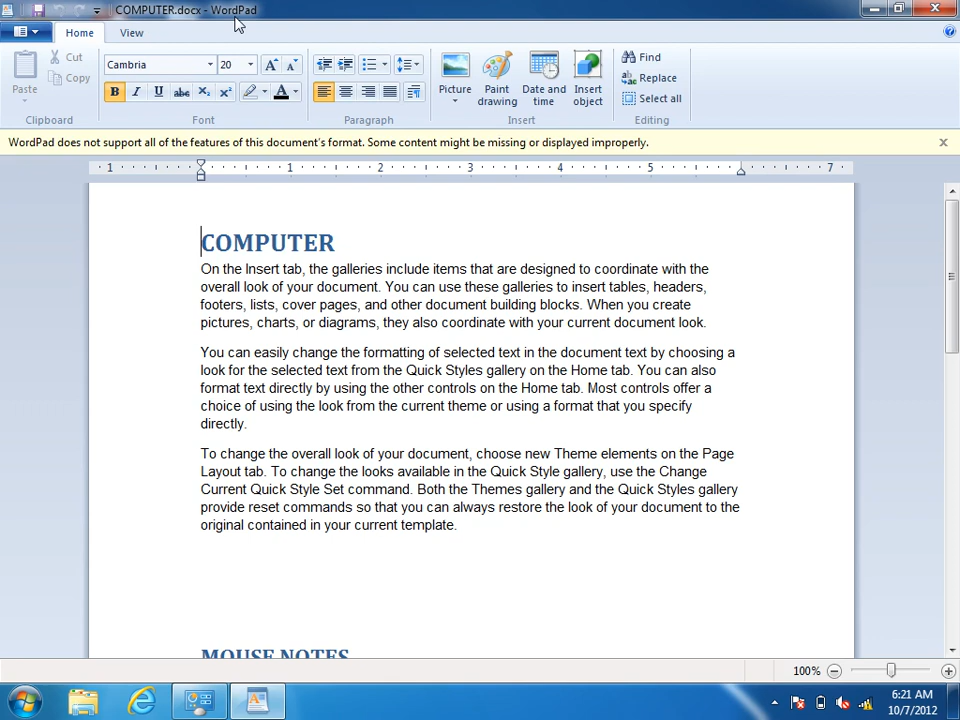 COMPUTER.docx - WordPad
Home View
Cut
Copy
Paste
Clipboard
Cambria 20
B I U abc X₂ X² A
Font
Paragraph
Picture
Paint drawing
Date and time
Insert object
Insert
Find
Replace
Select all
Editing
WordPad does not support all of the features of this document's format. Some content might be missing or displayed improperly.
1 1 2 3 4 5 7
COMPUTER
On the Insert tab, the galleries include items that are designed to coordinate with the
overall look of your document. You can use these galleries to insert tables, headers,
footers, lists, cover pages, and other document building blocks. When you create
pictures, charts, or diagrams, they also coordinate with your current document look.
You can easily change the formatting of selected text in the document text by choosing a
look for the selected text from the Quick Styles gallery on the Home tab. You can also
format text directly by using the other controls on the Home tab. Most controls offer a
choice of using the look from the current theme or using a format that you specify
directly.
To change the overall look of your document, choose new Theme elements on the Page
Layout tab. To change the looks available in the Quick Style gallery, use the Change
Current Quick Style Set command. Both the Themes gallery and the Quick Styles gallery
provide reset commands so that you can always restore the look of your document to the
original contained in your current template.
MOUSE NOTES
100%
6:21 AM
10/7/2012